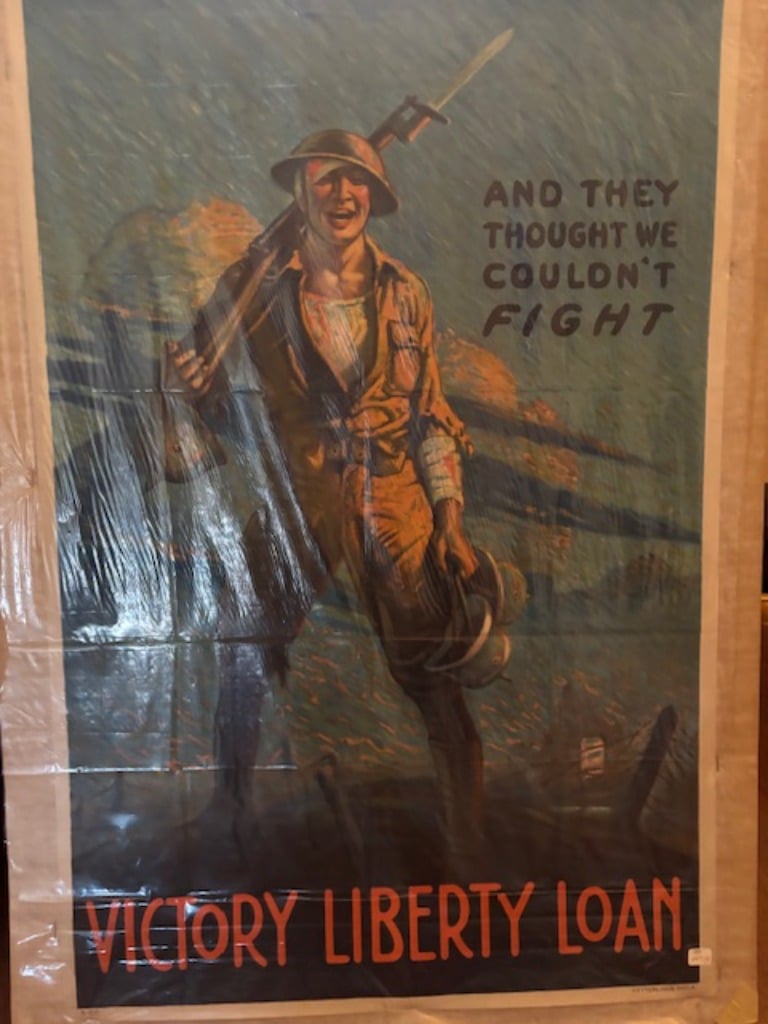 AND THEY
THOUGHT WE
COULDN'T
FIGHT
VICTORY LIBERTY LOAN